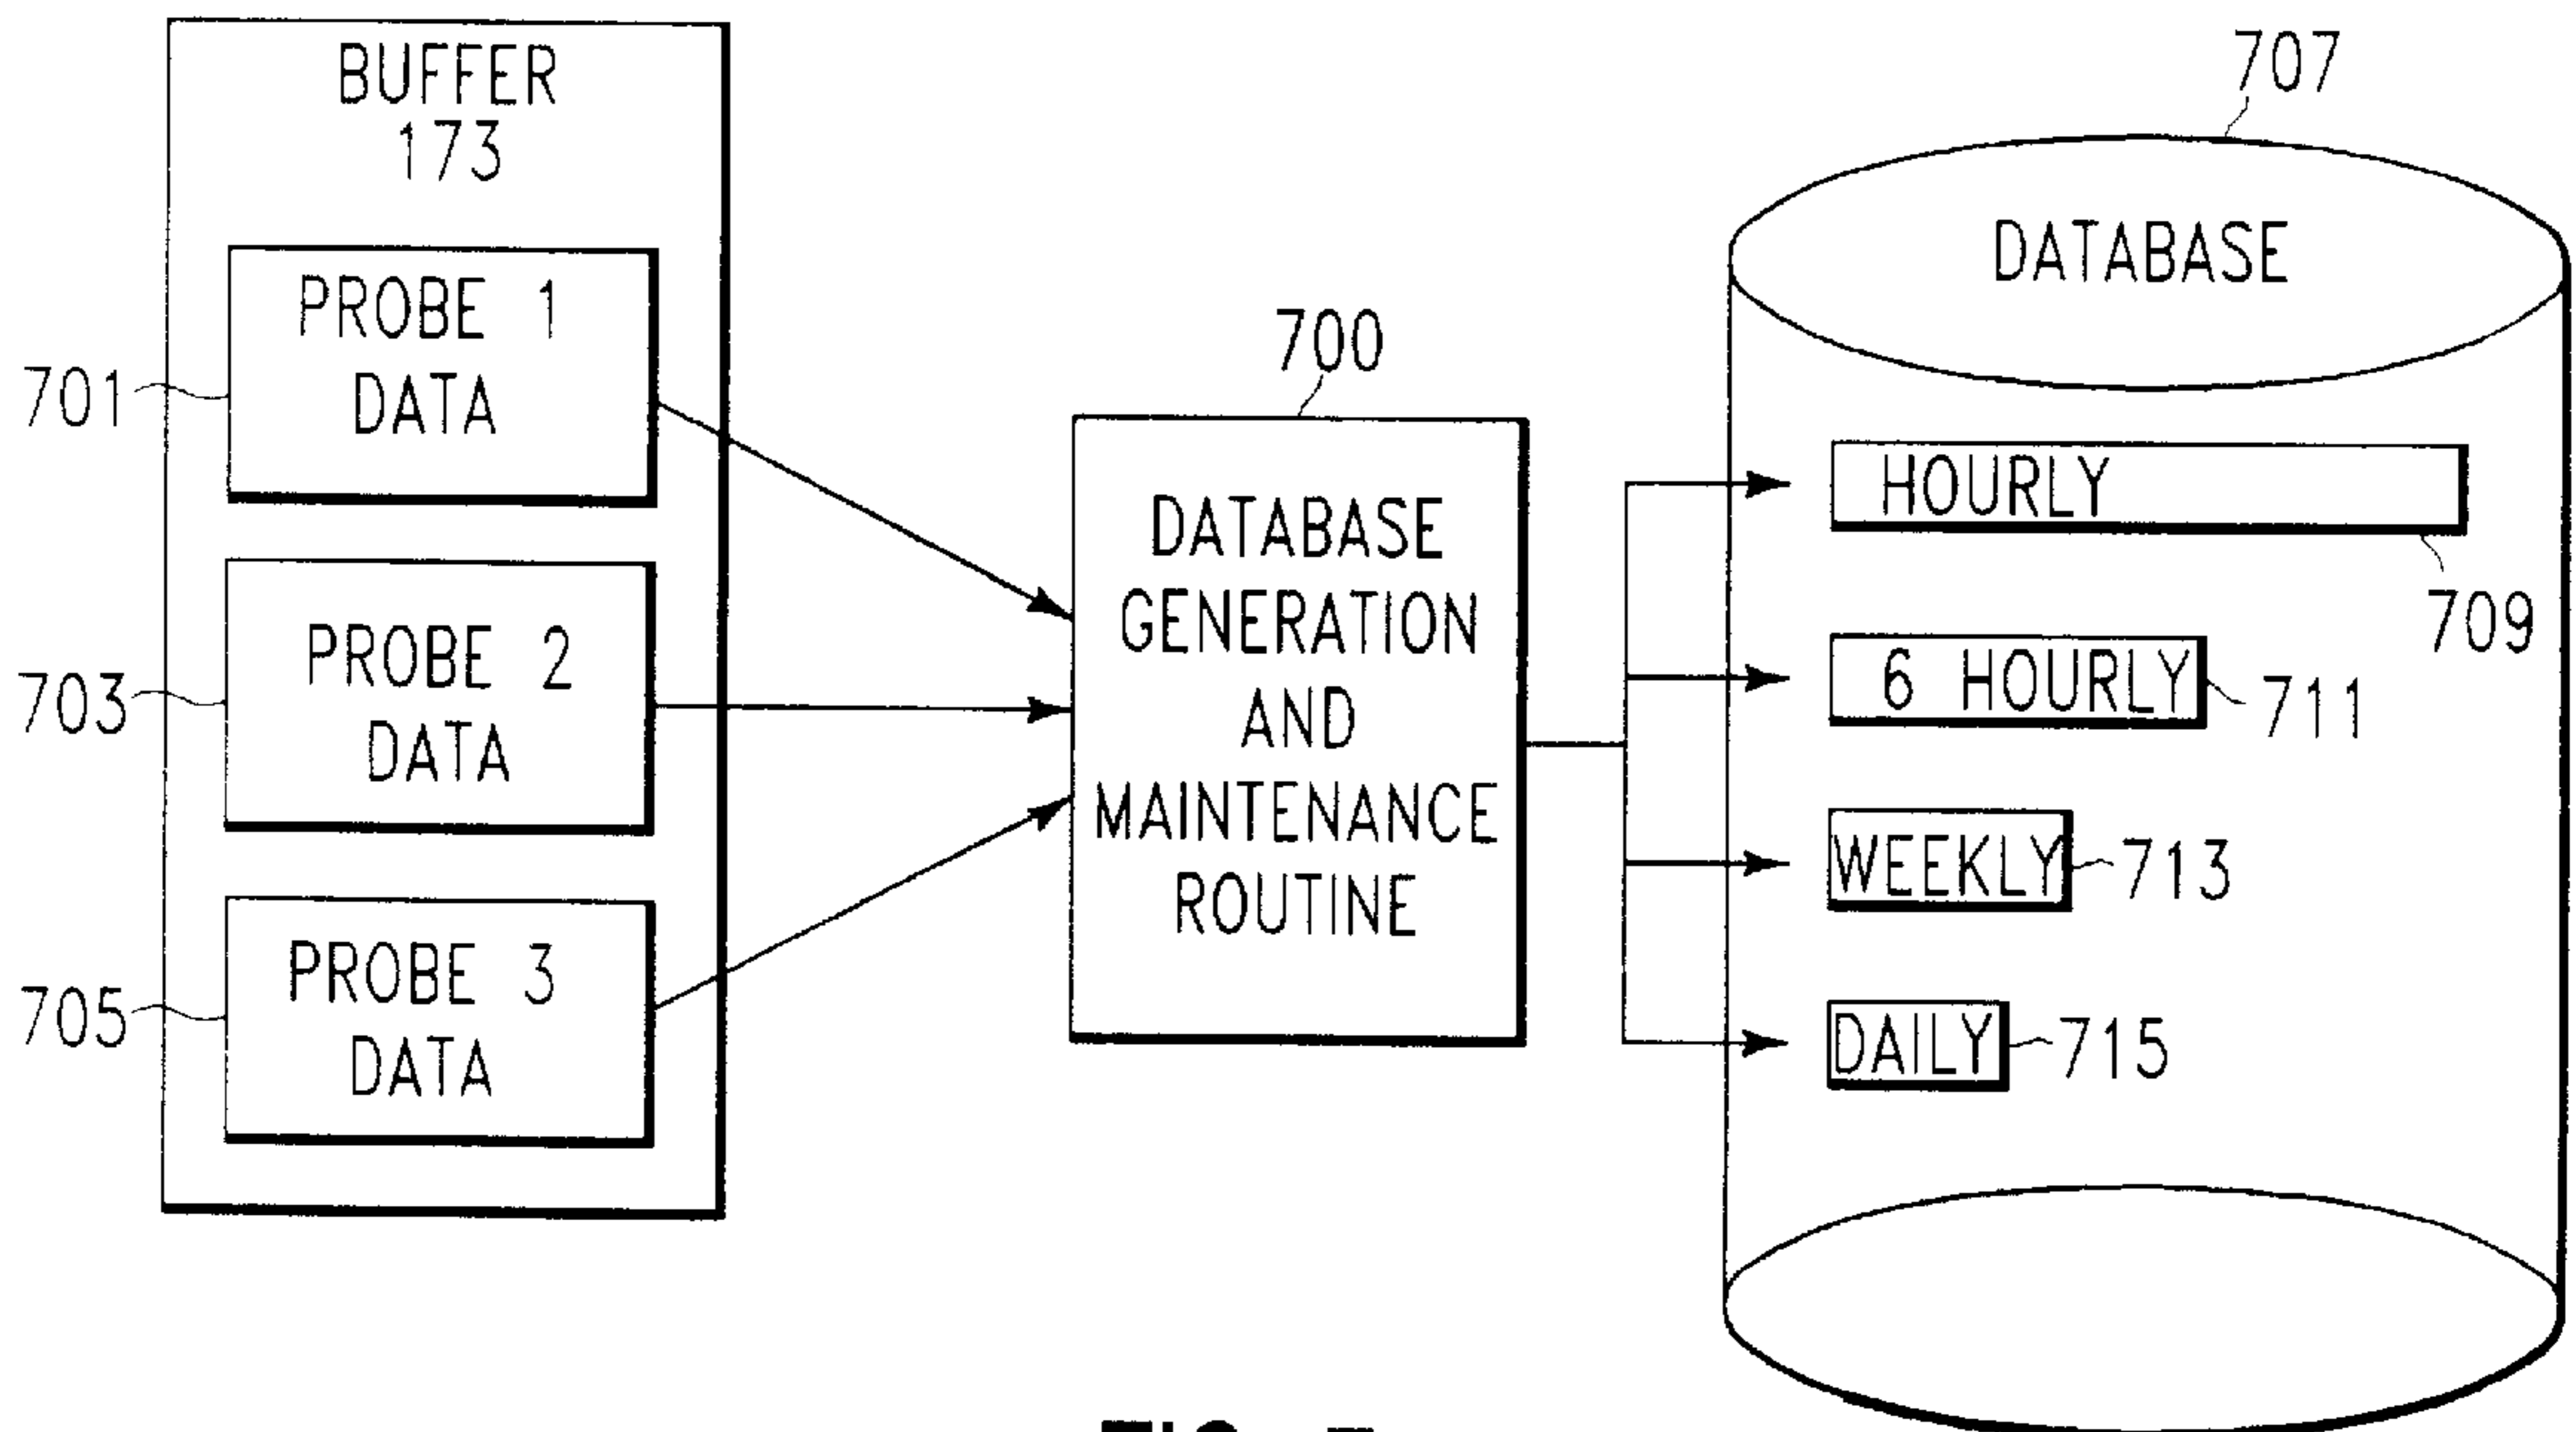 BUFFER
173
PROBE 1
DATA
701
PROBE 2
DATA
703
PROBE 3
DATA
705
700
DATABASE
GENERATION
AND
MAINTENANCE
ROUTINE
707
DATABASE
HOURLY
709
6 HOURLY
711
WEEKLY
713
DAILY
715